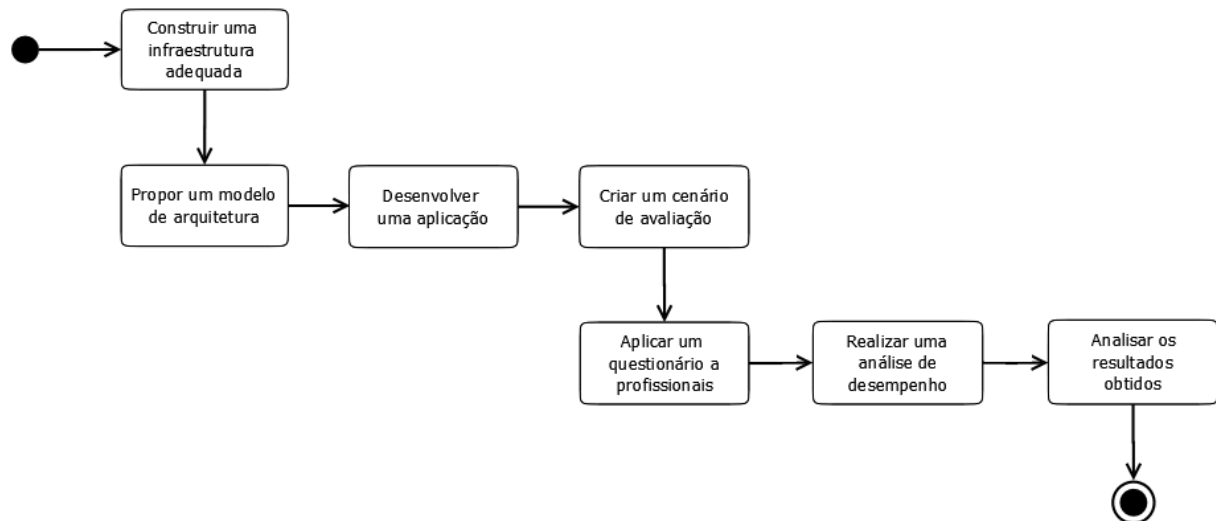 Construir uma
infraestrutura
adequada
Propor um modelo
de arquitetura
Desenvolver
uma aplicação
Criar um cenário
de avaliação
Aplicar um
questionário a
profissionais
Realizar uma
análise de
desempenho
Analisar os
resultados
obtidos